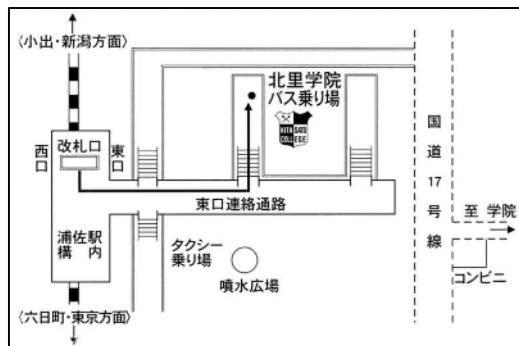 〈小出・新潟方面〉
北里学院
バス乗り場
KITA SATO
COLLEGE
改札口
西口
東口
国道17号線
東口連絡通路
至 学院
浦佐駅
構内
タクシー
乗り場
噴水広場
コンビニ
〈六日町・東京方面〉